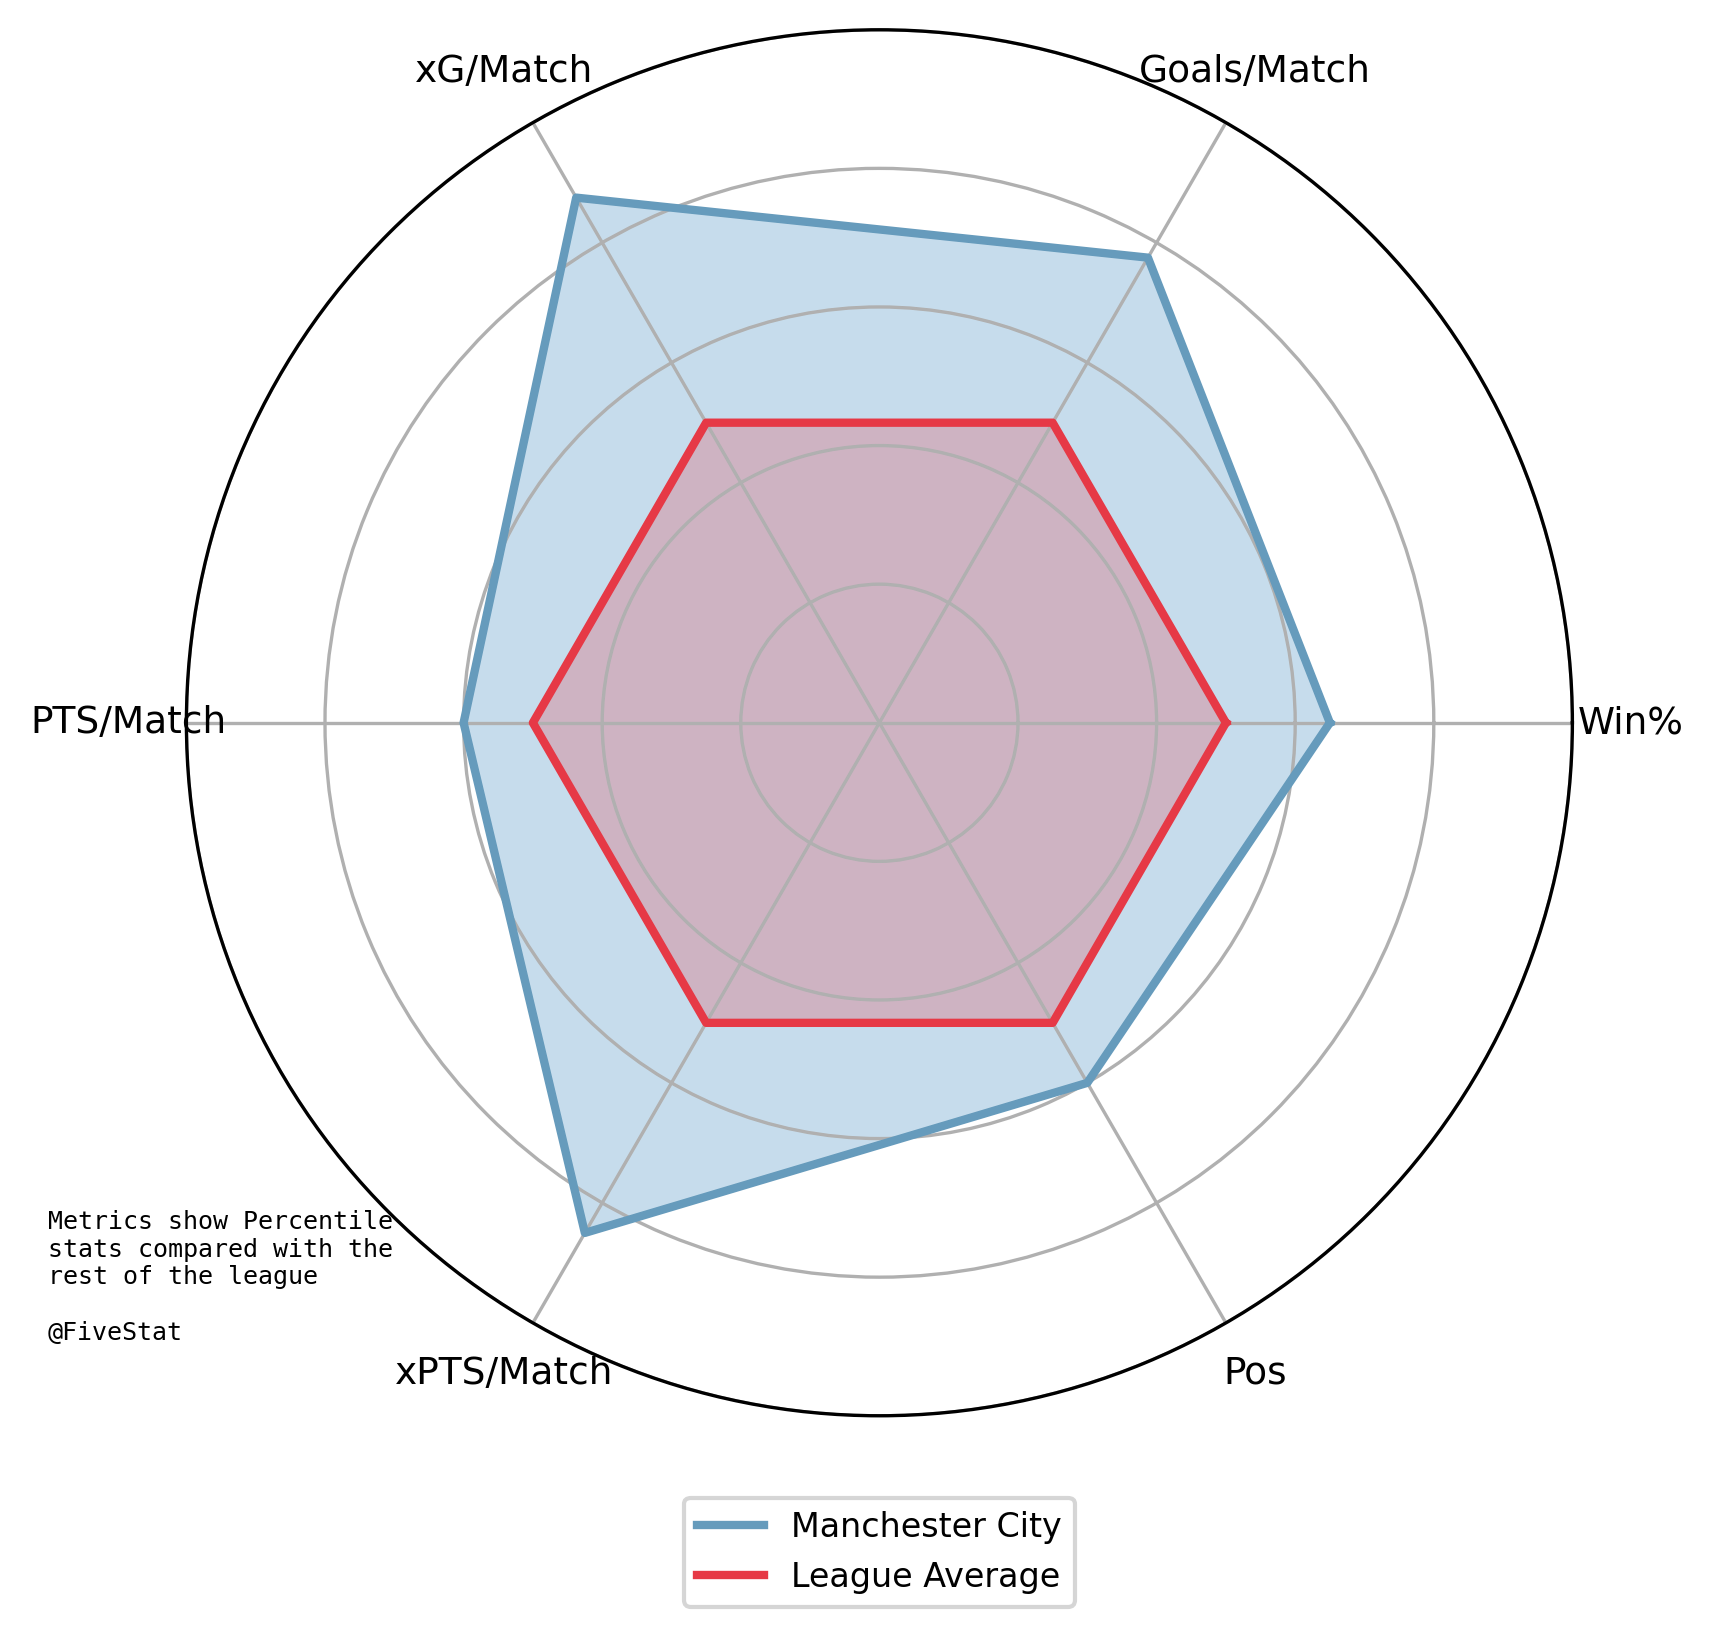 xG/Match
Goals/Match
PTS/Match
Win%
Metrics show Percentile
stats compared with the
rest of the league
@FiveStat
xPTS/Match
Pos
Manchester City
League Average